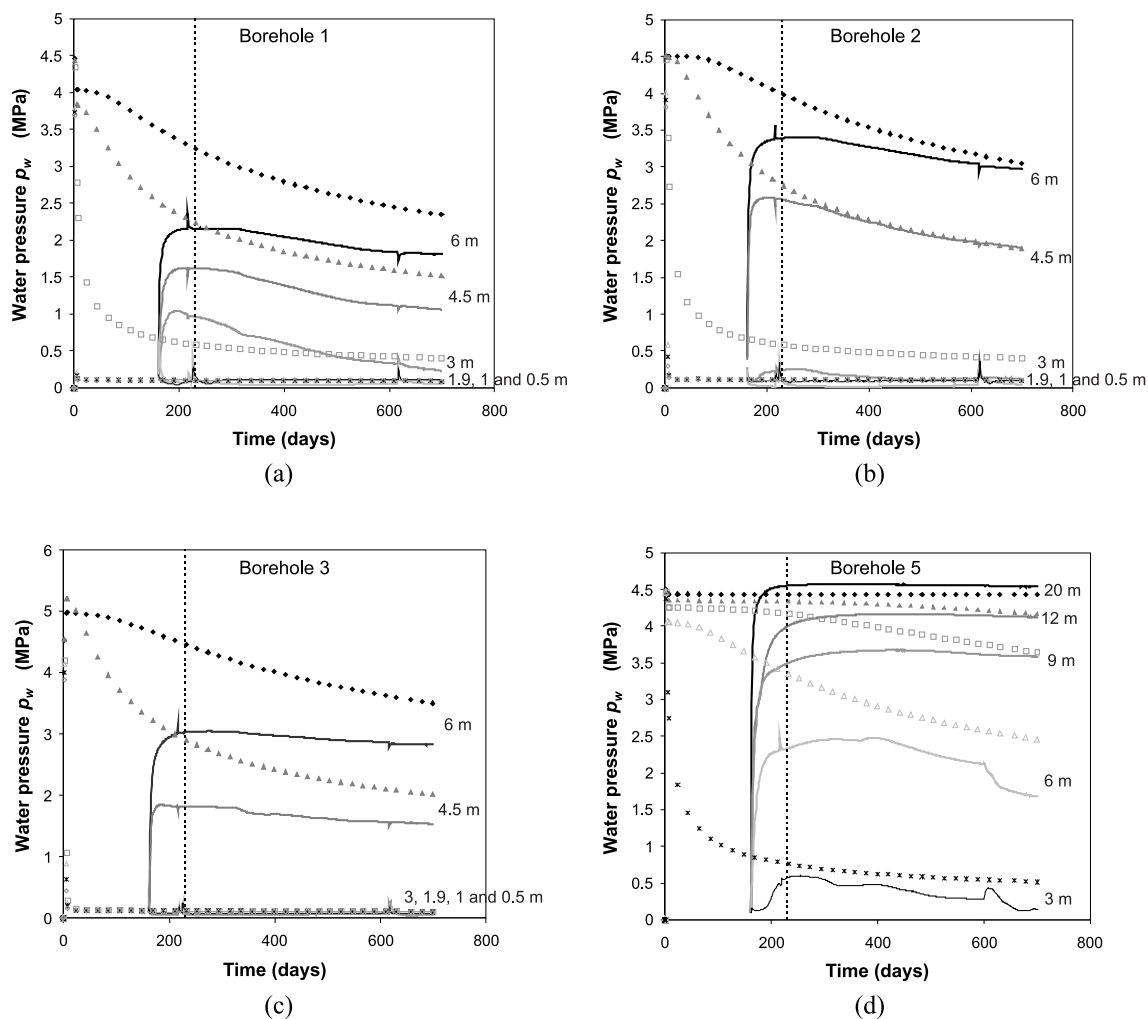 Borehole 1
Water pressure pw (MPa)
5
4.5
4
3.5
3
2.5
2
1.5
1
0.5
0
6 m
4.5 m
3 m
1.9, 1 and 0.5 m
0
200
400
600
800
Time (days)
(a)
Borehole 2
Water pressure pw (MPa)
5
4.5
4
3.5
3
2.5
2
1.5
1
0.5
0
6 m
4.5 m
3 m
1.9, 1 and 0.5 m
0
200
400
600
800
Time (days)
(b)
Borehole 3
Water pressure pw (MPa)
6
5
4
3
2
1
0
6 m
4.5 m
3, 1.9, 1 and 0.5 m
0
200
400
600
800
Time (days)
(c)
Borehole 5
Water pressure pw (MPa)
5
4.5
4
3.5
3
2.5
2
1.5
1
0.5
0
20 m
12 m
9 m
6 m
3 m
0
200
400
600
800
Time (days)
(d)